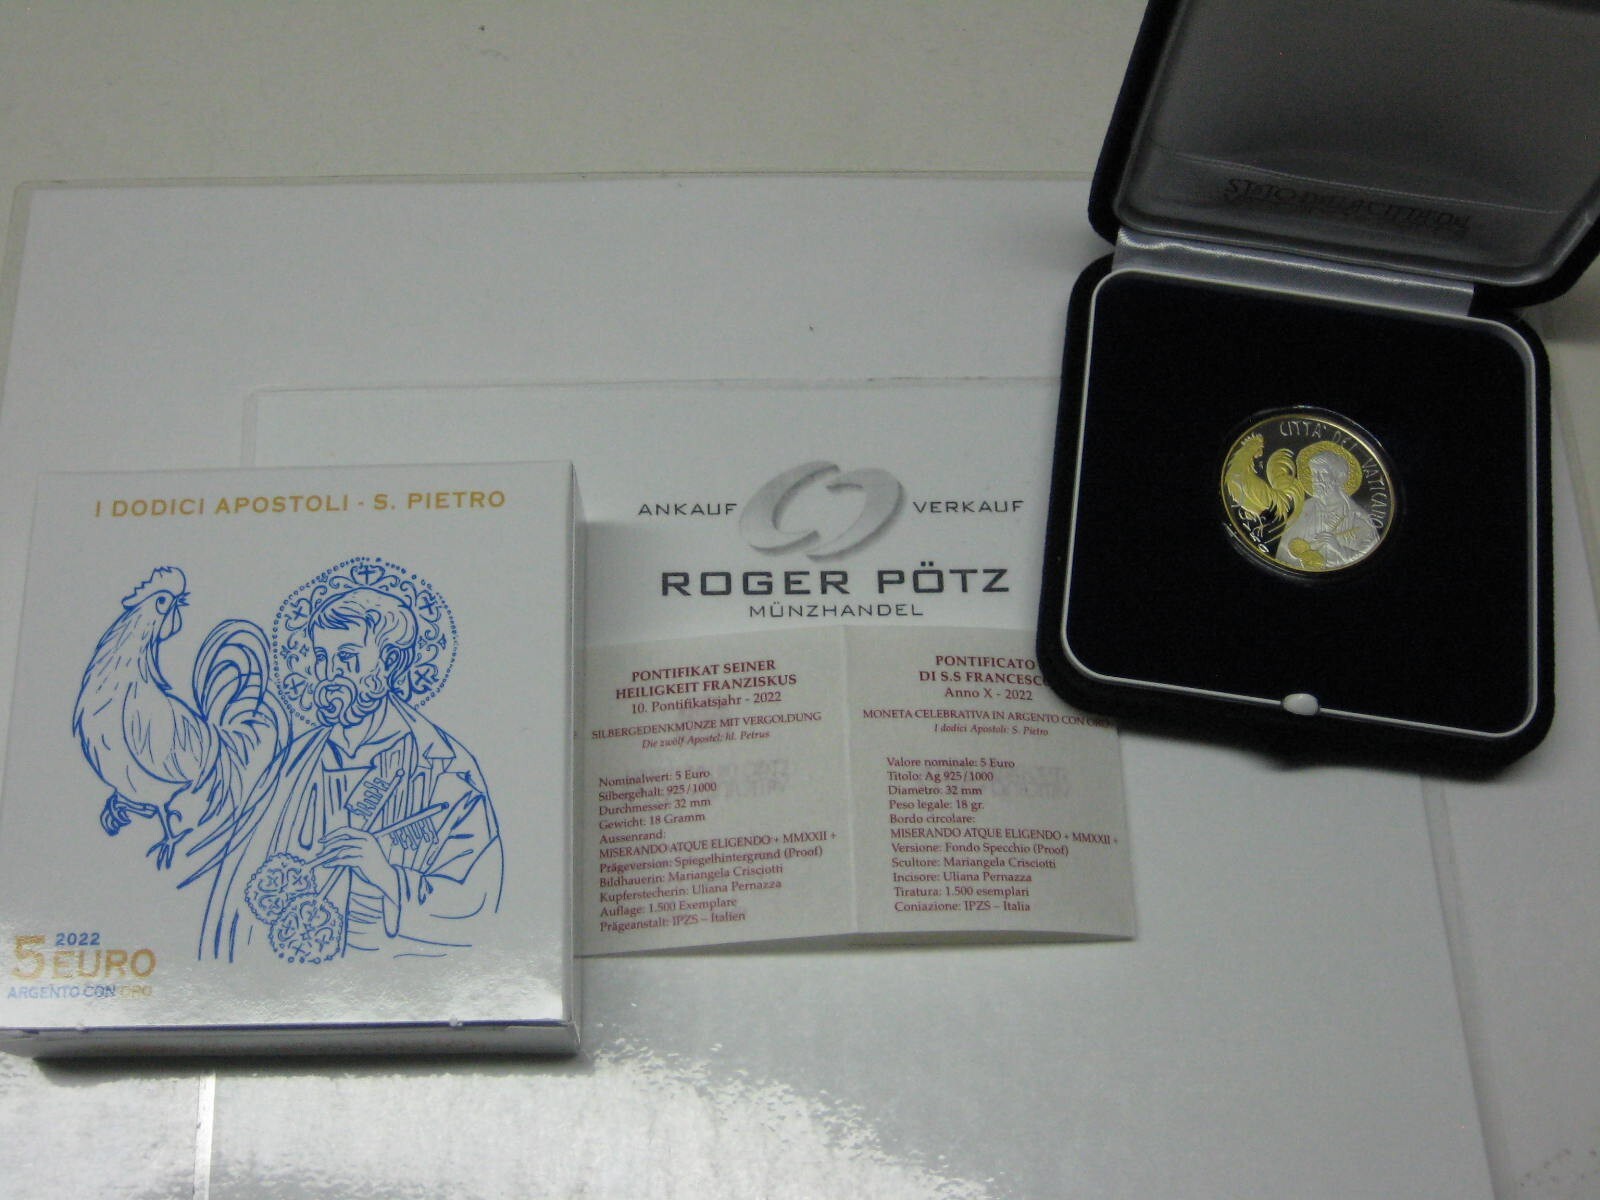 I DODICI APOSTOLI - S. PIETRO
2022
5 EURO
ARGENTO CON ORO
ANKAUF VERKAUF
ROGER PÖTZ
MÜNZHANDEL
PONTIFIKAT SEINER
HEILIGKEIT FRANZISKUS
10. Pontifikatsjahr - 2022
SILBERGEDENKMÜNZE MIT VERGOLDUNG
Die zwölf Apostel: hl. Petrus
Nominalwert: 5 Euro
Silbergehalt: 925/1000
Durchmesser: 32 mm
Gewicht: 18 Gramm
Aussenrand:
MISERANDO ATQUE ELIGENDO + MMXXII +
Prägeversion: Spiegelhintergrund (Proof)
Bildhauerin: Mariangela Crisciotti
Kupferstecherin: Uliana Pernazza
Auflage: 1.500 Exemplare
Prägeanstalt: IPZS – Italien
PONTIFICATO
DI S.S FRANCESCO
Anno X - 2022
MONETA CELEBRATIVA IN ARGENTO CON ORO
I dodici Apostoli: S. Pietro
Valore nominale: 5 Euro
Titolo: Ag 925/1000
Diametro: 32 mm
Peso legale: 18 gr.
Bordo circolare:
MISERANDO ATQUE ELIGENDO + MMXXII +
Versione: Fondo Specchio (Proof)
Scultore: Mariangela Crisciotti
Incisore: Uliana Pernazza
Tiratura: 1.500 esemplari
Coniazione: IPZS – Italia
CITTA' DEL VATICANO